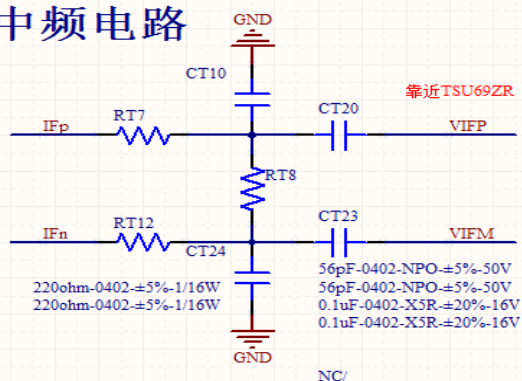 中频电路
GND
CT10
靠近TSU69ZR
RT7
CT20
IFp
VIFP
RT8
RT12
CT23
IFn
VIFM
CT24
56pF-0402-NPO-±5%-50V
220ohm-0402-±5%-1/16W
56pF-0402-NPO-±5%-50V
220ohm-0402-±5%-1/16W
0.1uF-0402-X5R-±20%-16V
0.1uF-0402-X5R-±20%-16V
GND
NC/